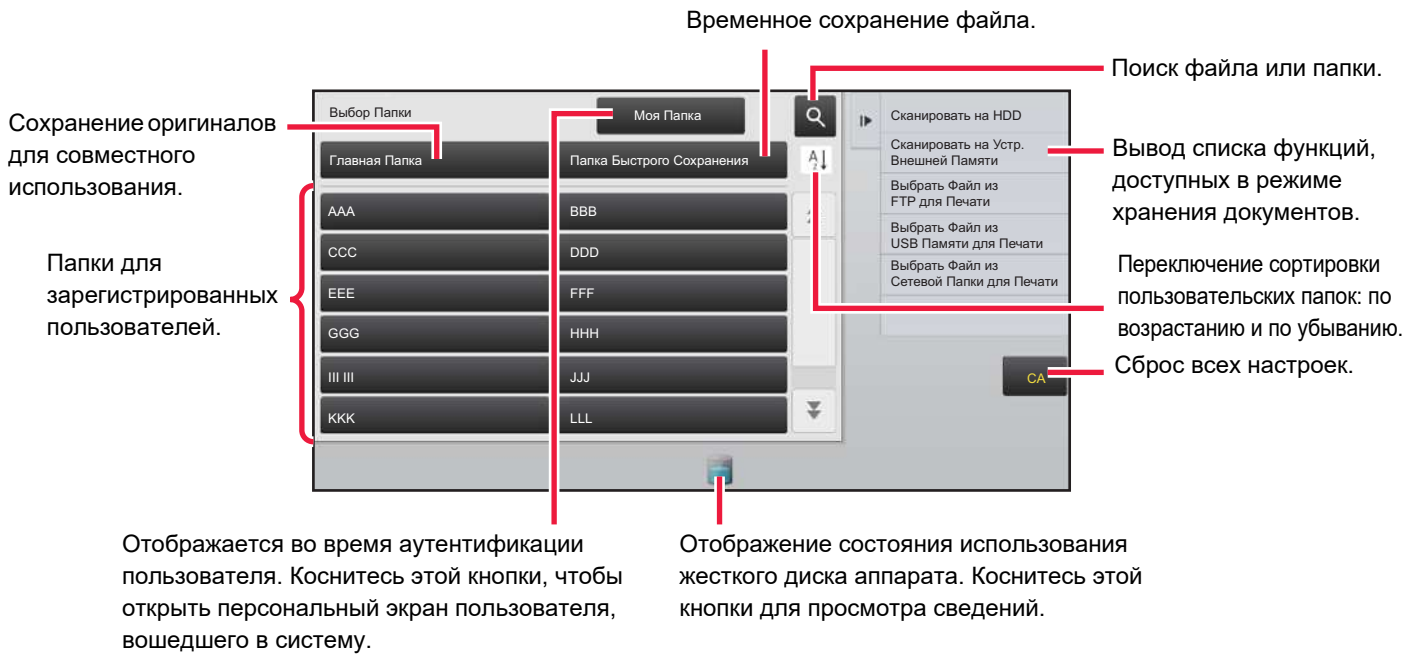 Временное сохранение файла.
Поиск файла или папки.
Сохранение оригиналов
для совместного
использования.
Выбор Папки
Моя Папка
Сканировать на HDD
Главная Папка
Папка Быстрого Сохранения
Сканировать на Устр.
Внешней Памяти
Вывод списка функций,
доступных в режиме
хранения документов.
Выбрать Файл из
FTP для Печати
AAA
BBB
Выбрать Файл из
USB Памяти для Печати
CCC
DDD
Выбрать Файл из
Сетевой Папки для Печати
Папки для
зарегистрированных
пользователей.
Переключение сортировки
пользовательских папок: по
возрастанию и по убыванию.
EEE
FFF
GGG
HHH
III III
JJJ
CA
Сброс всех настроек.
KKK
LLL
Отображается во время аутентификации
пользователя. Коснитесь этой кнопки, чтобы
открыть персональный экран пользователя,
вошедшего в систему.
Отображение состояния использования
жесткого диска аппарата. Коснитесь этой
кнопки для просмотра сведений.